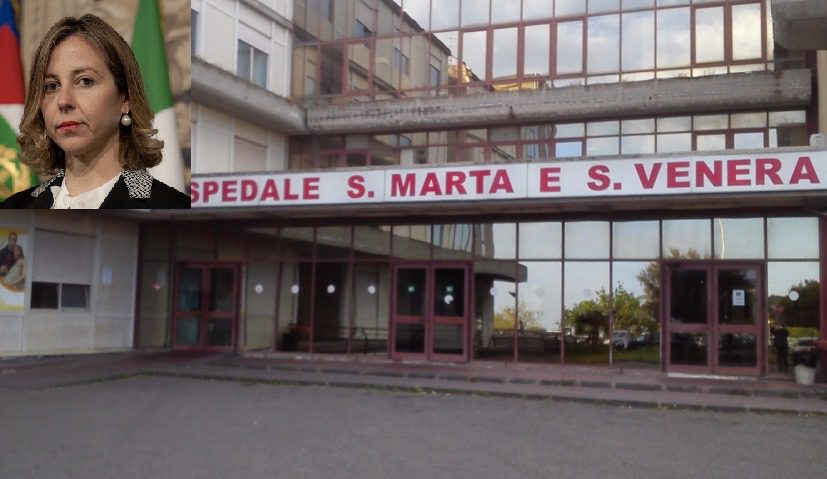 SPEDALE S. MARTA E S. VENERA